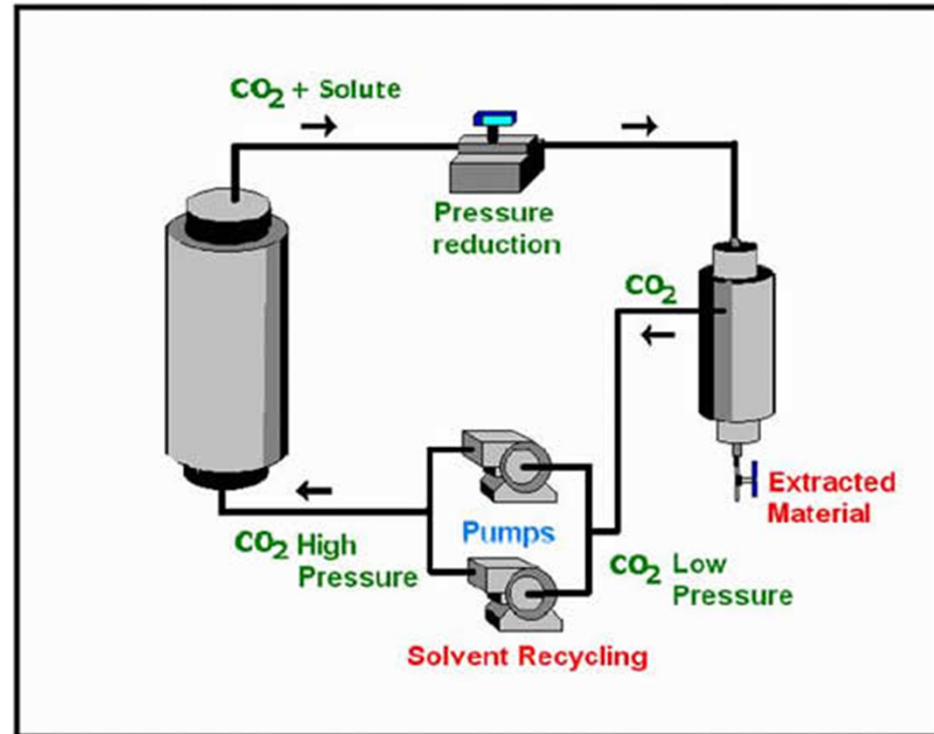 CO2 + Solute
Pressure
reduction
CO2
Extracted
Material
Pumps
CO2 High
Pressure
CO2 Low
Pressure
Solvent Recycling